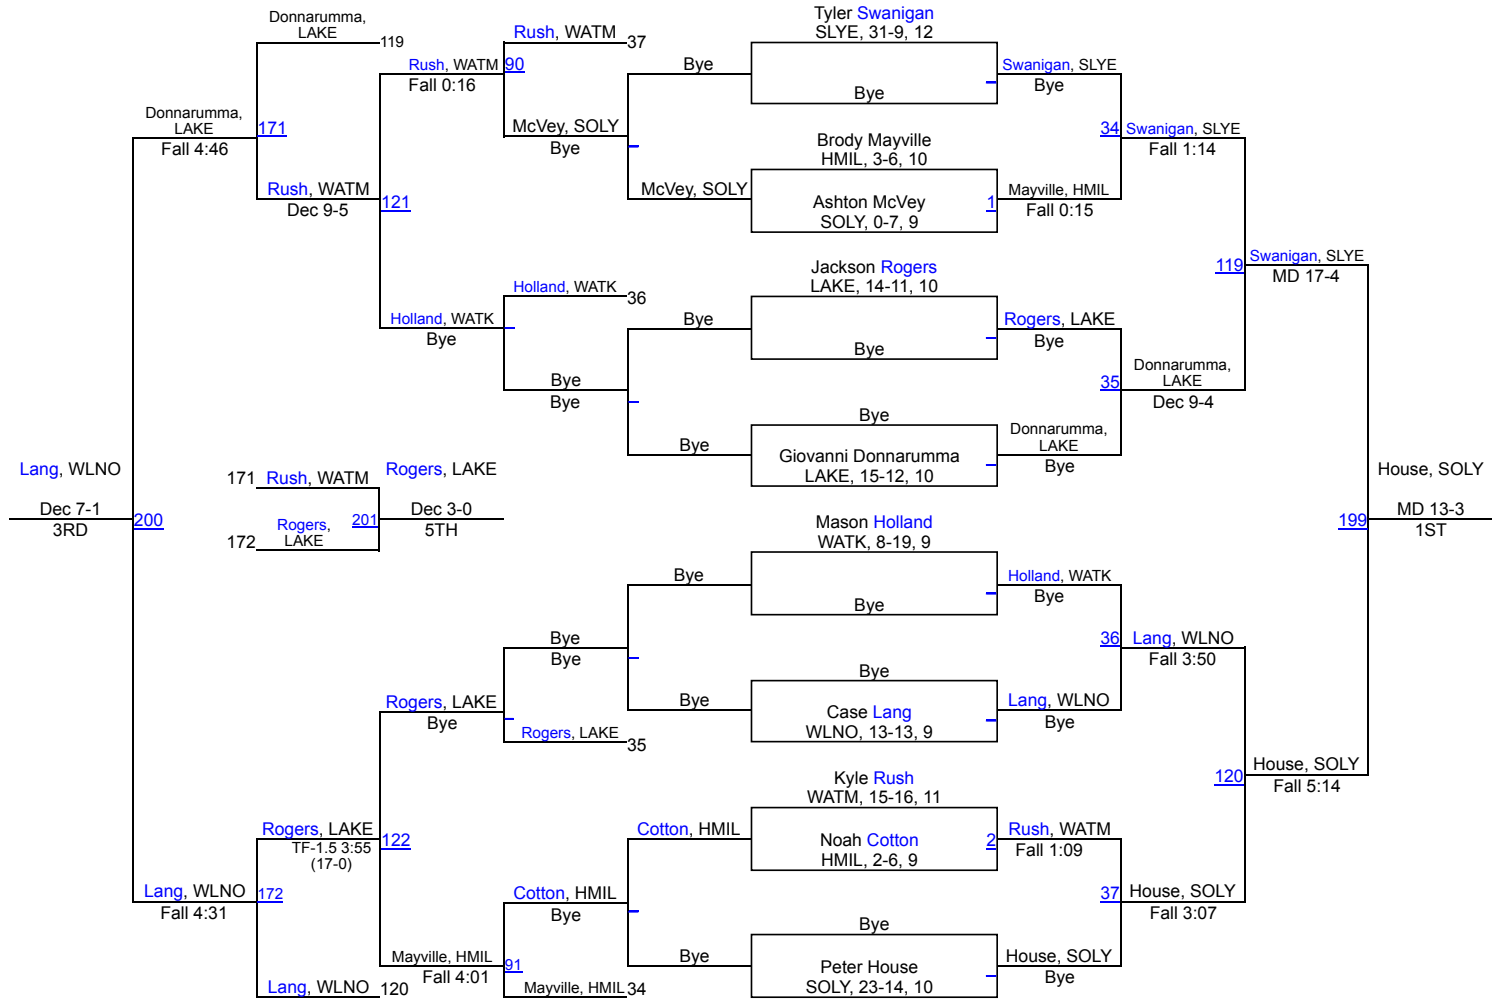 Donnarumma,
LAKE
119
Donnarumma,
LAKE
171
Fall 4:46
Rush, WATM
Dec 9-5
121
Rush, WATM
Fall 0:16
90
Rush, WATM
37
McVey, SOLY
Bye
Holland, WATK
Bye
Holland, WATK
36
Bye
Bye
Bye
McVey, SOLY
Bye
Bye
Tyler Swanigan
SLYE, 31-9, 12
Bye
Brody Mayville
HMIL, 3-6, 10
Ashton McVey
SOLY, 0-7, 9
1
Jackson Rogers
LAKE, 14-11, 10
Bye
Bye
Giovanni Donnarumma
LAKE, 15-12, 10
Swanigan, SLYE
Bye
Mayville, HMIL
Fall 0:15
Rogers, LAKE
Bye
Donnarumma,
LAKE
Bye
34
Swanigan, SLYE
Fall 1:14
35
Donnarumma,
LAKE
Dec 9-4
119
Swanigan, SLYE
MD 17-4
Lang, WLNO
Dec 7-1
3RD
200
171
Rush, WATM
172
Rogers,
LAKE
201
Rogers, LAKE
Dec 3-0
5TH
House, SOLY
199
MD 13-3
1ST
Mason Holland
WATK, 8-19, 9
Bye
Bye
Case Lang
WLNO, 13-13, 9
Kyle Rush
WATM, 15-16, 11
Noah Cotton
HMIL, 2-6, 9
2
Bye
Peter House
SOLY, 23-14, 10
Bye
Bye
Cotton, HMIL
Bye
Bye
Bye
Rogers, LAKE
Bye
Rogers, LAKE
35
Rogers, LAKE
TF-1.5 3:55
(17-0)
122
Cotton, HMIL
Bye
Mayville, HMIL
Fall 4:01
91
Mayville, HMIL
34
Lang, WLNO
Fall 4:31
172
Lang, WLNO
120
Holland, WATK
Bye
Lang, WLNO
Bye
Rush, WATM
Fall 1:09
House, SOLY
Bye
36
Lang, WLNO
Fall 3:50
37
House, SOLY
Fall 3:07
120
House, SOLY
Fall 5:14